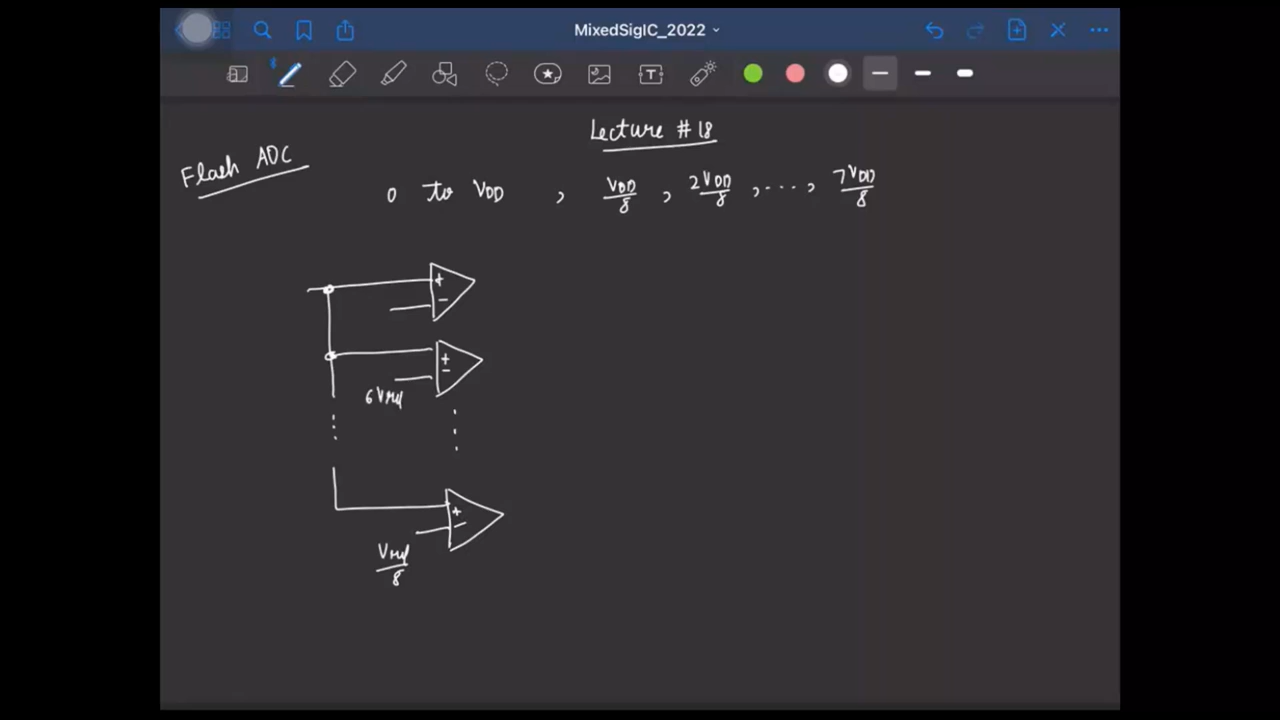 MixedSigIC_2022
Lecture #18
Flash ADC
0 to VDD , VDD/8 , 2VDD/8 , ... , 7VDD/8
+
-
+
-
6Vref
+
-
Vref/8